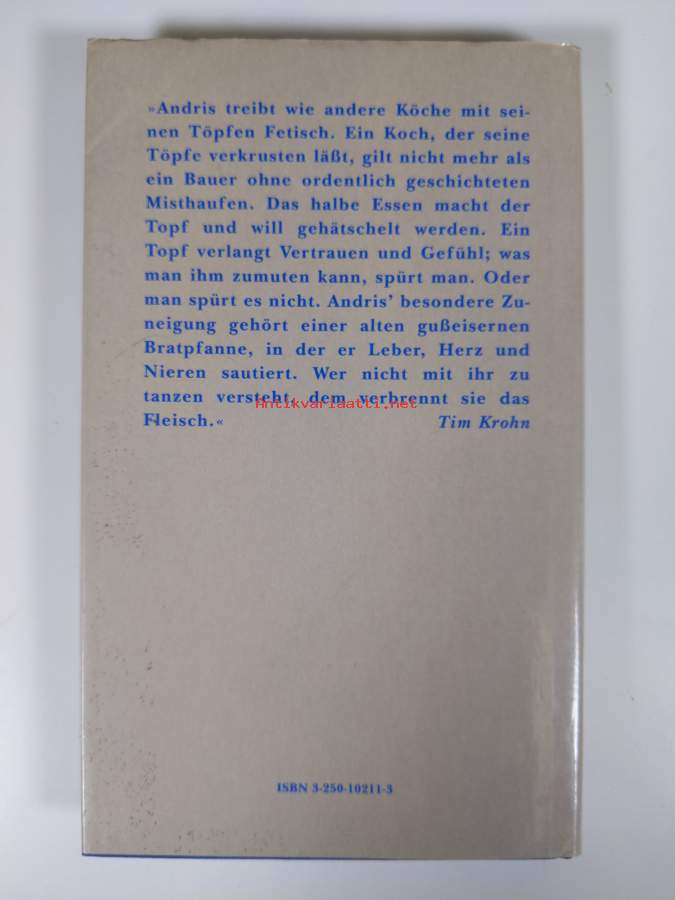 »Andris treibt wie andere Köche mit sei-
nen Töpfen Fetisch. Ein Koch, der seine
Töpfe verkrusten läßt, gilt nicht mehr als
ein Bauer ohne ordentlich geschichteten
Misthaufen. Das halbe Essen macht der
Topf und will gehätschelt werden. Ein
Topf verlangt Vertrauen und Gefühl; was
man ihm zumuten kann, spürt man. Oder
man spürt es nicht. Andris’ besondere Zu-
neigung gehört einer alten gußeisernen
Bratpfanne, in der er Leber, Herz und
Nieren sautiert. Wer nicht mit ihr zu
tanzen versteht, dem verbrennt sie das
Antikvariaatti.net
Fleisch.« Tim Krohn
ISBN 3-250-10211-3